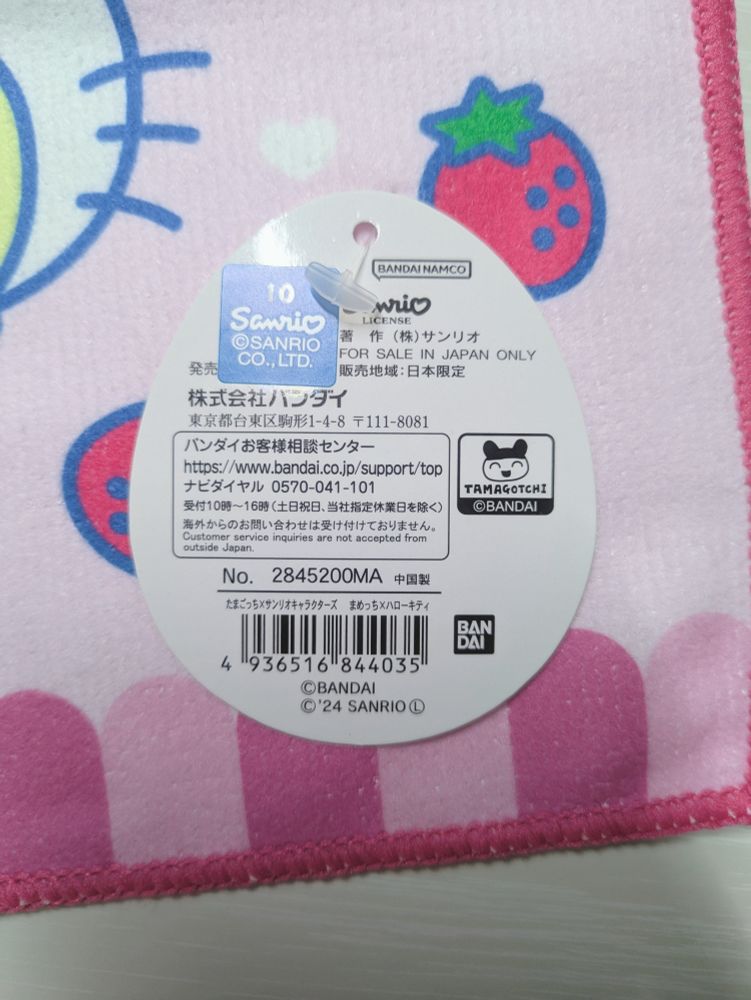 BANDAI NAMCO
10
Sanrio
©SANRIO
CO., LTD.
LICENSE
著 作 (株)サンリオ
FOR SALE IN JAPAN ONLY
発売
販売地域:日本限定
株式会社バンダイ
東京都台東区駒形1-4-8 〒111-8081
バンダイお客様相談センター
https://www.bandai.co.jp/support/top
ナビダイヤル 0570-041-101
受付10時~16時(土日祝日、当社指定休業日を除く)
海外からのお問い合わせは受け付けておりません。
Customer service inquiries are not accepted from
outside Japan.
TAMAGOTCHI
©BANDAI
No. 2845200MA 中国製
たまごっち×サンリオキャラクターズ まめっち×ハローキティ
4 936516 844035
BAN
DAI
©BANDAI
©'24 SANRIO Ⓛ